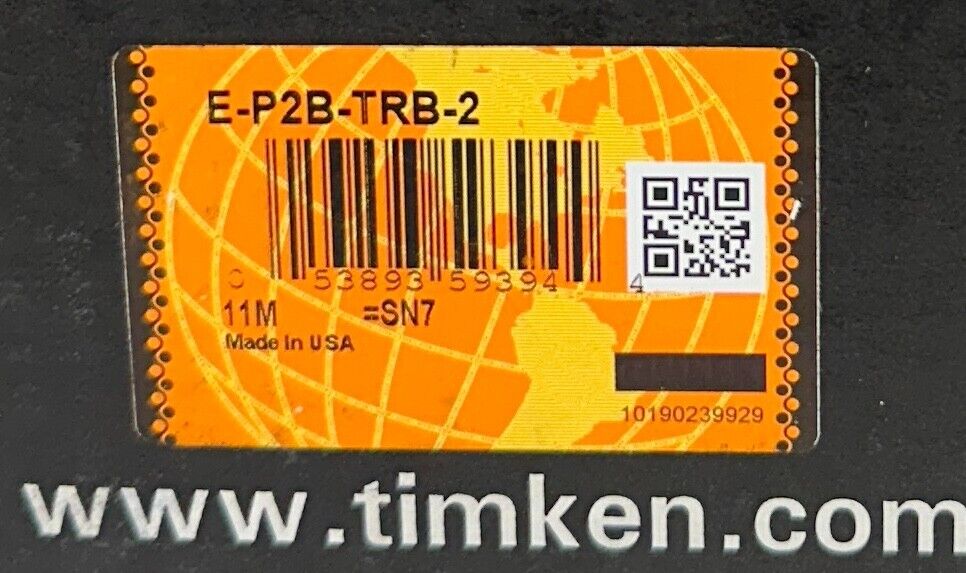 E-P2B-TRB-2
0 53893 59394 4
11M =SN7
Made In USA
10190239929
www.timken.com